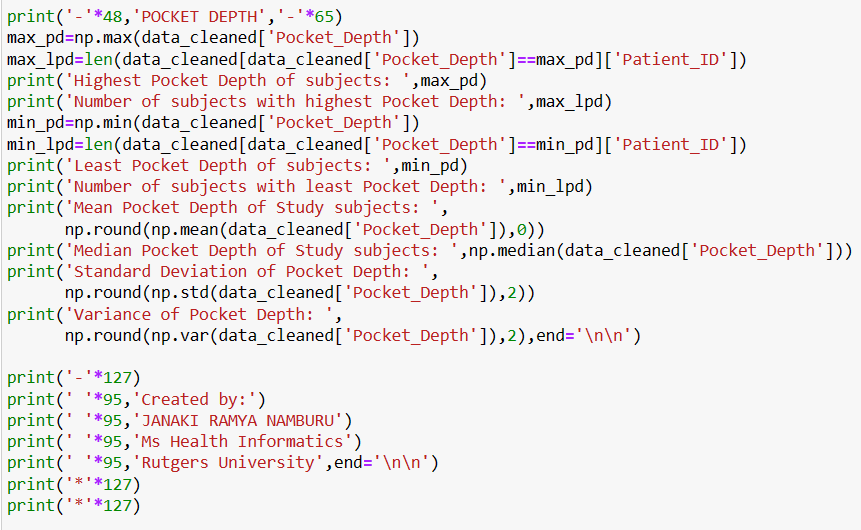 print('-'*48,'POCKET DEPTH','-'*65)
max_pd=np.max(data_cleaned['Pocket_Depth'])
max_lpd=len(data_cleaned[data_cleaned['Pocket_Depth']==max_pd]['Patient_ID'])
print('Highest Pocket Depth of subjects: ',max_pd)
print('Number of subjects with highest Pocket Depth: ',max_lpd)
min_pd=np.min(data_cleaned['Pocket_Depth'])
min_lpd=len(data_cleaned[data_cleaned['Pocket_Depth']==min_pd]['Patient_ID'])
print('Least Pocket Depth of subjects: ',min_pd)
print('Number of subjects with least Pocket Depth: ',min_lpd)
print('Mean Pocket Depth of Study subjects: ',
      np.round(np.mean(data_cleaned['Pocket_Depth']),0))
print('Median Pocket Depth of Study subjects: ',np.median(data_cleaned['Pocket_Depth']))
print('Standard Deviation of Pocket Depth: ',
      np.round(np.std(data_cleaned['Pocket_Depth']),2))
print('Variance of Pocket Depth: ',
      np.round(np.var(data_cleaned['Pocket_Depth']),2),end='\n\n')

print('-'*127)
print(' '*95,'Created by:')
print(' '*95,'JANAKI RAMYA NAMBURU')
print(' '*95,'Ms Health Informatics')
print(' '*95,'Rutgers University',end='\n\n')
print('*'*127)
print('*'*127)